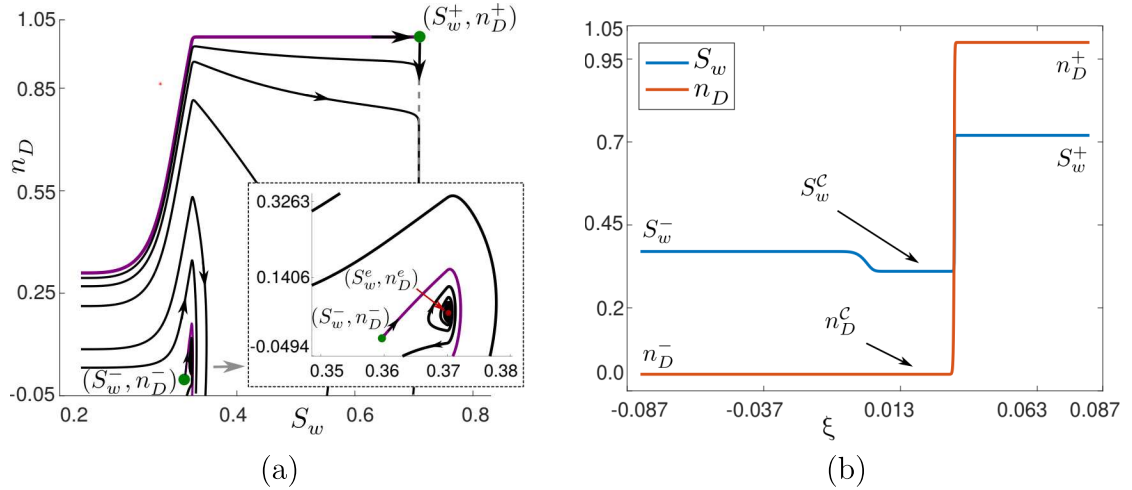 1.05
0.85
0.55
0.25
-0.05
n_D
0.2
0.4
0.6
0.8
S_w
(S_w^+, n_D^+)
(S_w^-, n_D^-)
0.3263
0.1406
-0.0494
0.35
0.36
0.37
0.38
(S_w^e, n_D^e)
(S_w^-, n_D^-)
(a)
1.05
0.95
0.7
0.45
0.2
0.0
-0.087
-0.037
0.013
0.063
0.087
ξ
S_w
n_D
n_D^+
S_w^+
S_w^C
S_w^-
n_D^C
n_D^-
(b)